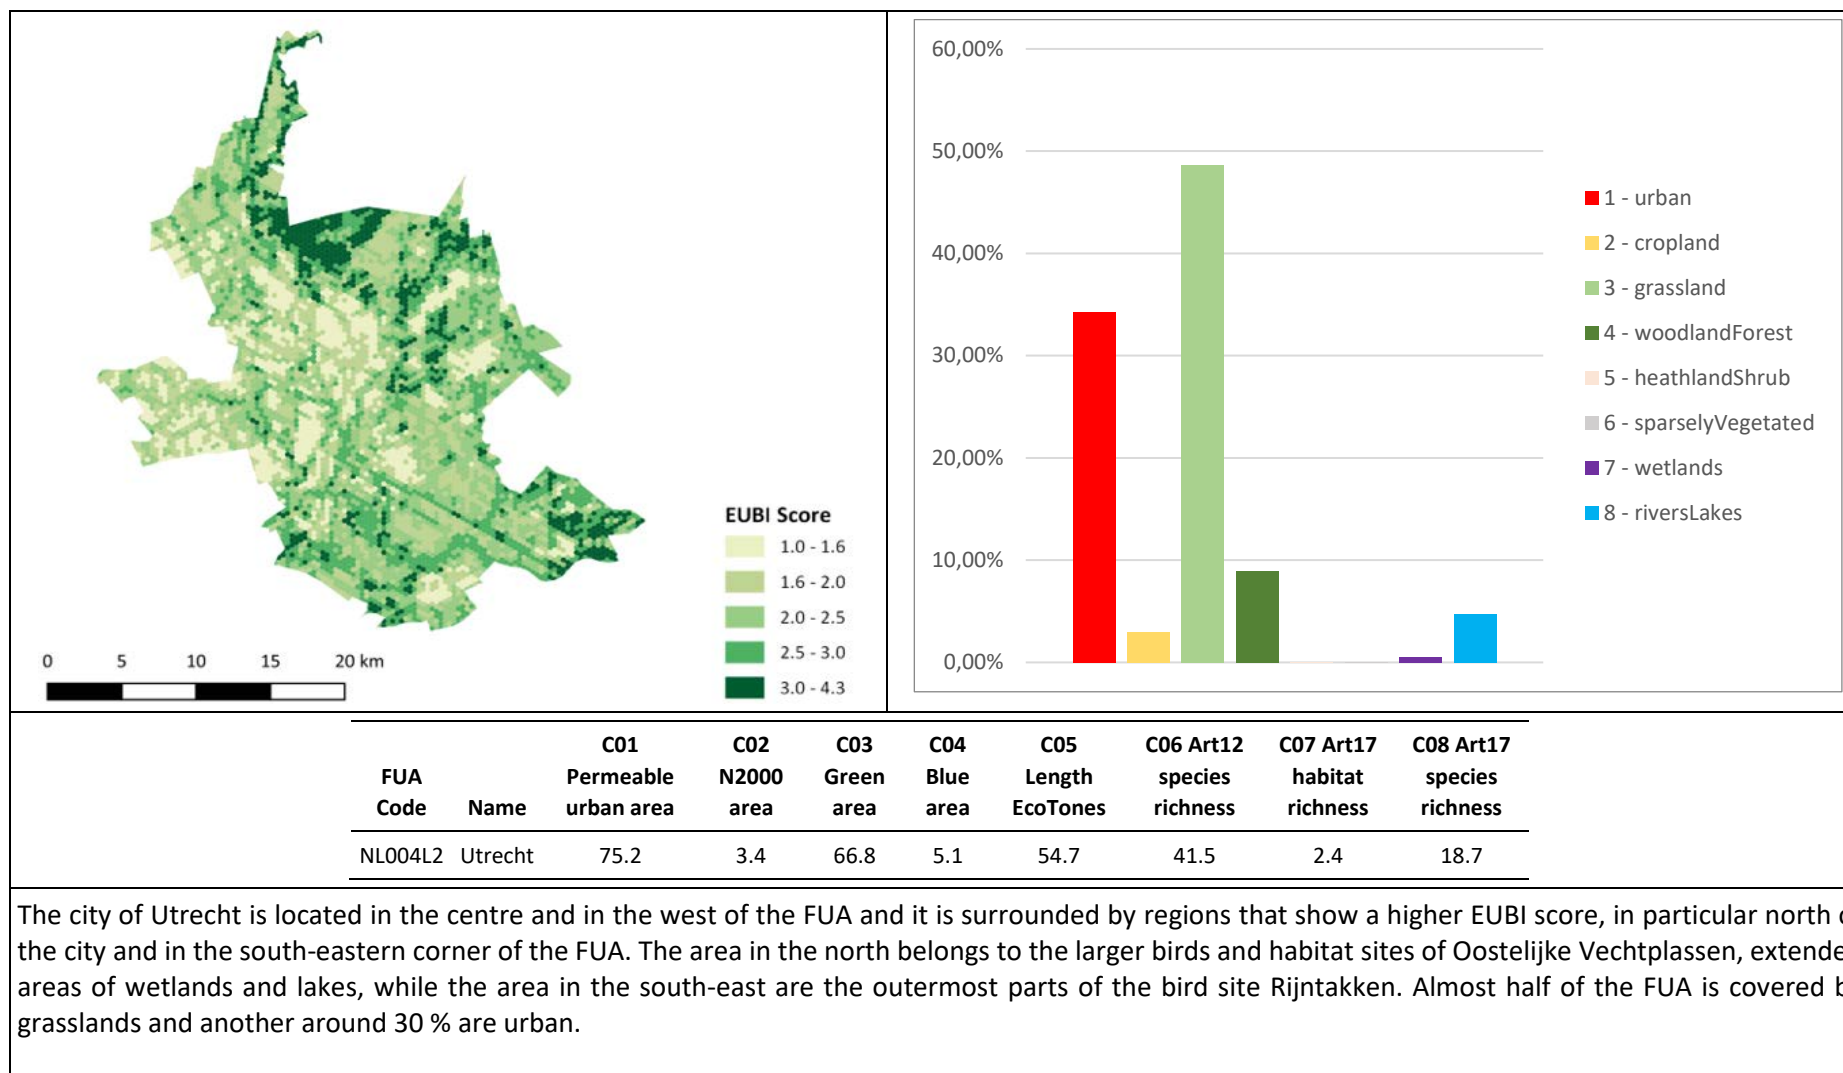 EUBI Score
1.0 - 1.6
1.6 - 2.0
2.0 - 2.5
2.5 - 3.0
3.0 - 4.3
0 5 10 15 20 km
60,00%
50,00%
40,00%
30,00%
20,00%
10,00%
0,00%
1 - urban
2 - cropland
3 - grassland
4 - woodlandForest
5 - heathlandShrub
6 - sparselyVegetated
7 - wetlands
8 - riversLakes
C01 C02 C03 C04 C05 C06 Art12 C07 Art17 C08 Art17
FUA Permeable N2000 Green Blue Length species habitat species
Code Name urban area area area area EcoTones richness richness richness
NL004L2 Utrecht 75.2 3.4 66.8 5.1 54.7 41.5 2.4 18.7
The city of Utrecht is located in the centre and in the west of the FUA and it is surrounded by regions that show a higher EUBI score, in particular north
the city and in the south-eastern corner of the FUA. The area in the north belongs to the larger birds and habitat sites of Oostelijke Vechtplassen, extende
areas of wetlands and lakes, while the area in the south-east are the outermost parts of the bird site Rijntakken. Almost half of the FUA is covered
grasslands and another around 30 % are urban.